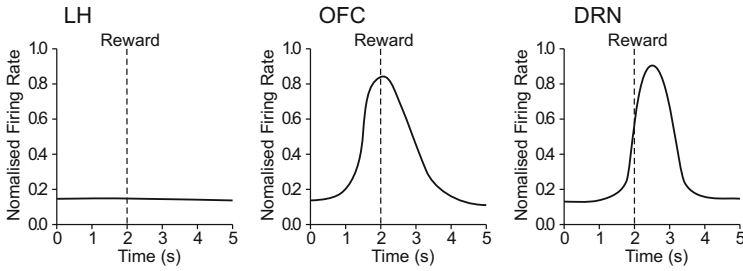 LH
Reward
Nomalised Firing Rate
1.0
0.8
0.6
0.4
0.2
0.0
0 1 2 3 4 5
Time (s)
OFC
Reward
Nomalised Firing Rate
1.0
0.8
0.6
0.4
0.2
0.0
0 1 2 3 4 5
Time (s)
DRN
Reward
Nomalised Firing Rate
1.0
0.8
0.6
0.4
0.2
0.0
0 1 2 3 4 5
Time (s)